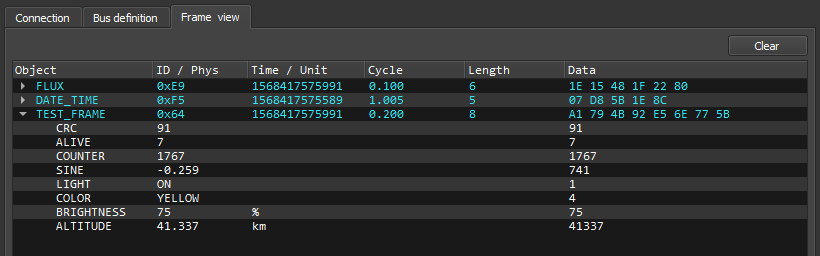 Connection Bus definition Frame view
Clear
Object ID / Phys Time / Unit Cycle Length Data
FLUX 0xE9 1568417575991 0.100 6 1E 15 48 1F 22 80
DATE_TIME 0xF5 1568417575589 1.005 5 07 D8 5B 1E 8C
TEST_FRAME 0x64 1568417575991 0.200 8 A1 79 4B 92 E5 6E 77 5B
CRC 91 91
ALIVE 7 7
COUNTER 1767 1767
SINE -0.259 741
LIGHT ON 1
COLOR YELLOW 4
BRIGHTNESS 75 % 75
ALTITUDE 41.337 km 41337